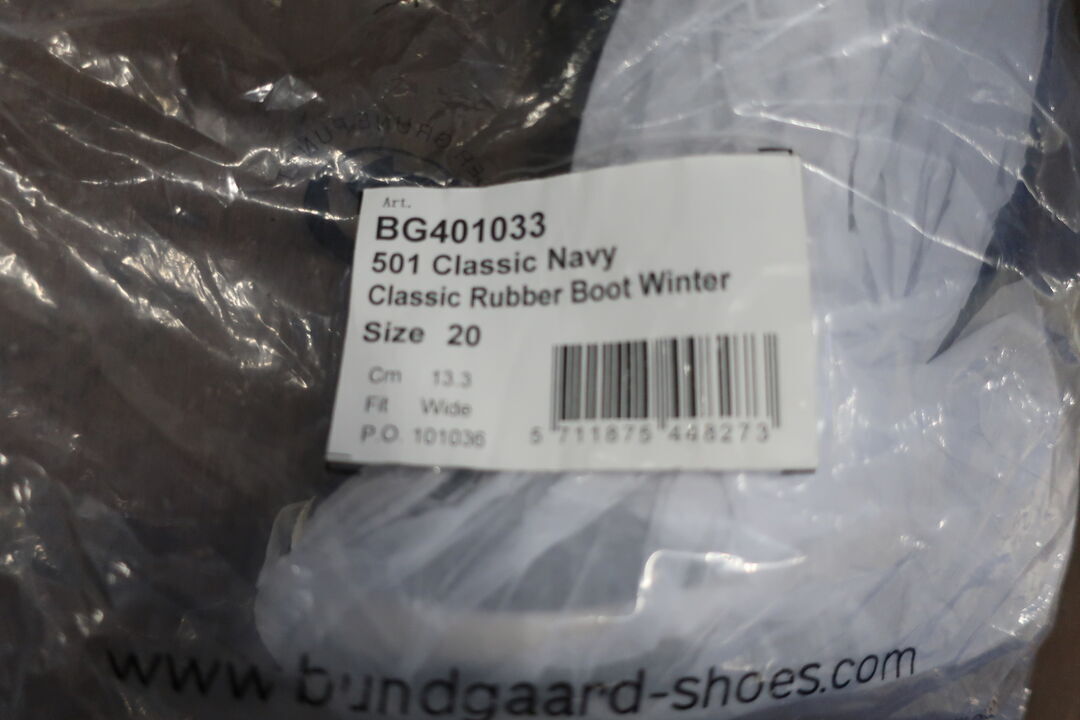 Art.
BG401033
501 Classic Navy
Classic Rubber Boot Winter
Size 20
Cm 13.3
Fit Wide
P.O. 101036
5 711875 448273
www.bundgaard-shoes.com